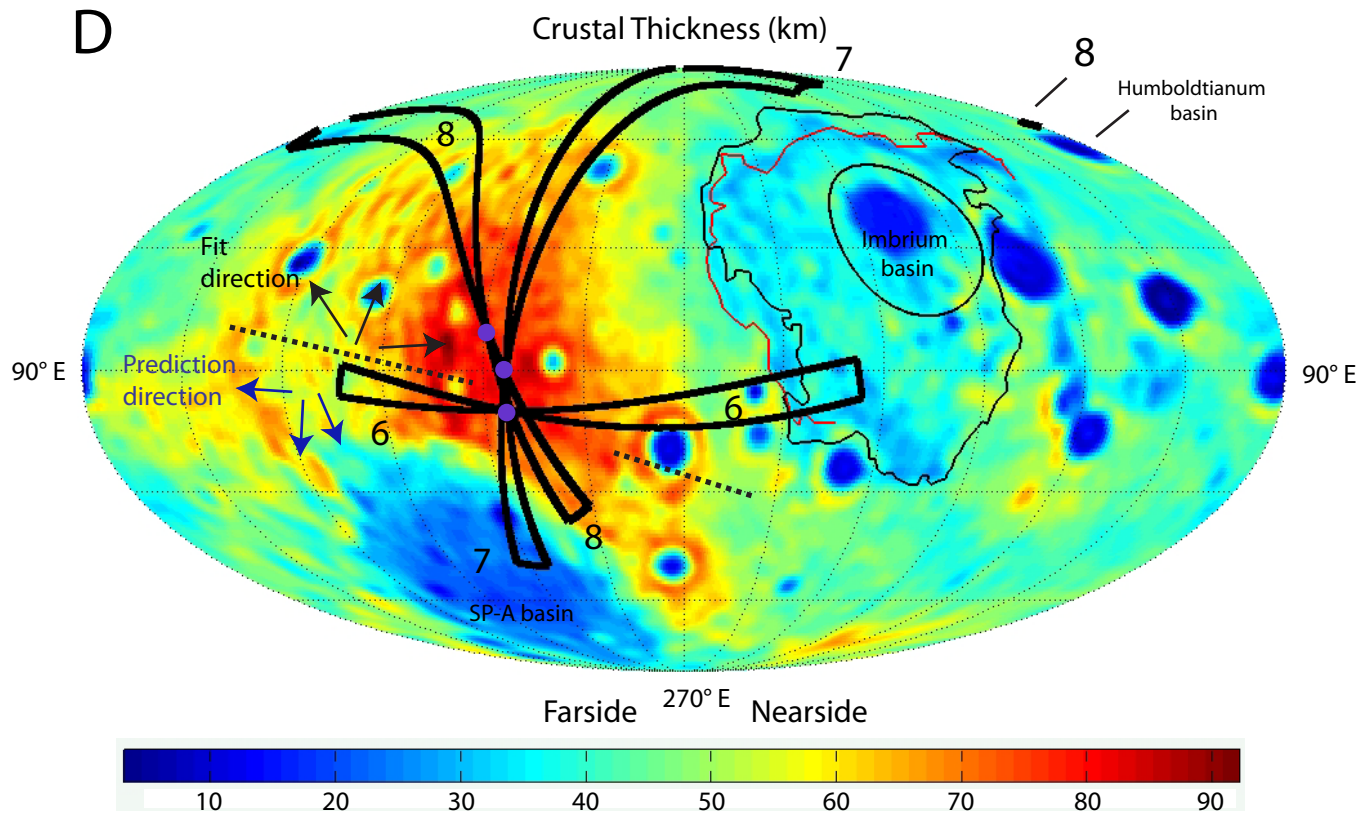 D
Crustal Thickness (km)
7
8
Humboldtianum
basin
8
Fit
direction
Imbrium
basin
Prediction
direction
90° E
90° E
6
6
8
7
SP-A basin
270° E
Farside
Nearside
10 20 30 40 50 60 70 80 90